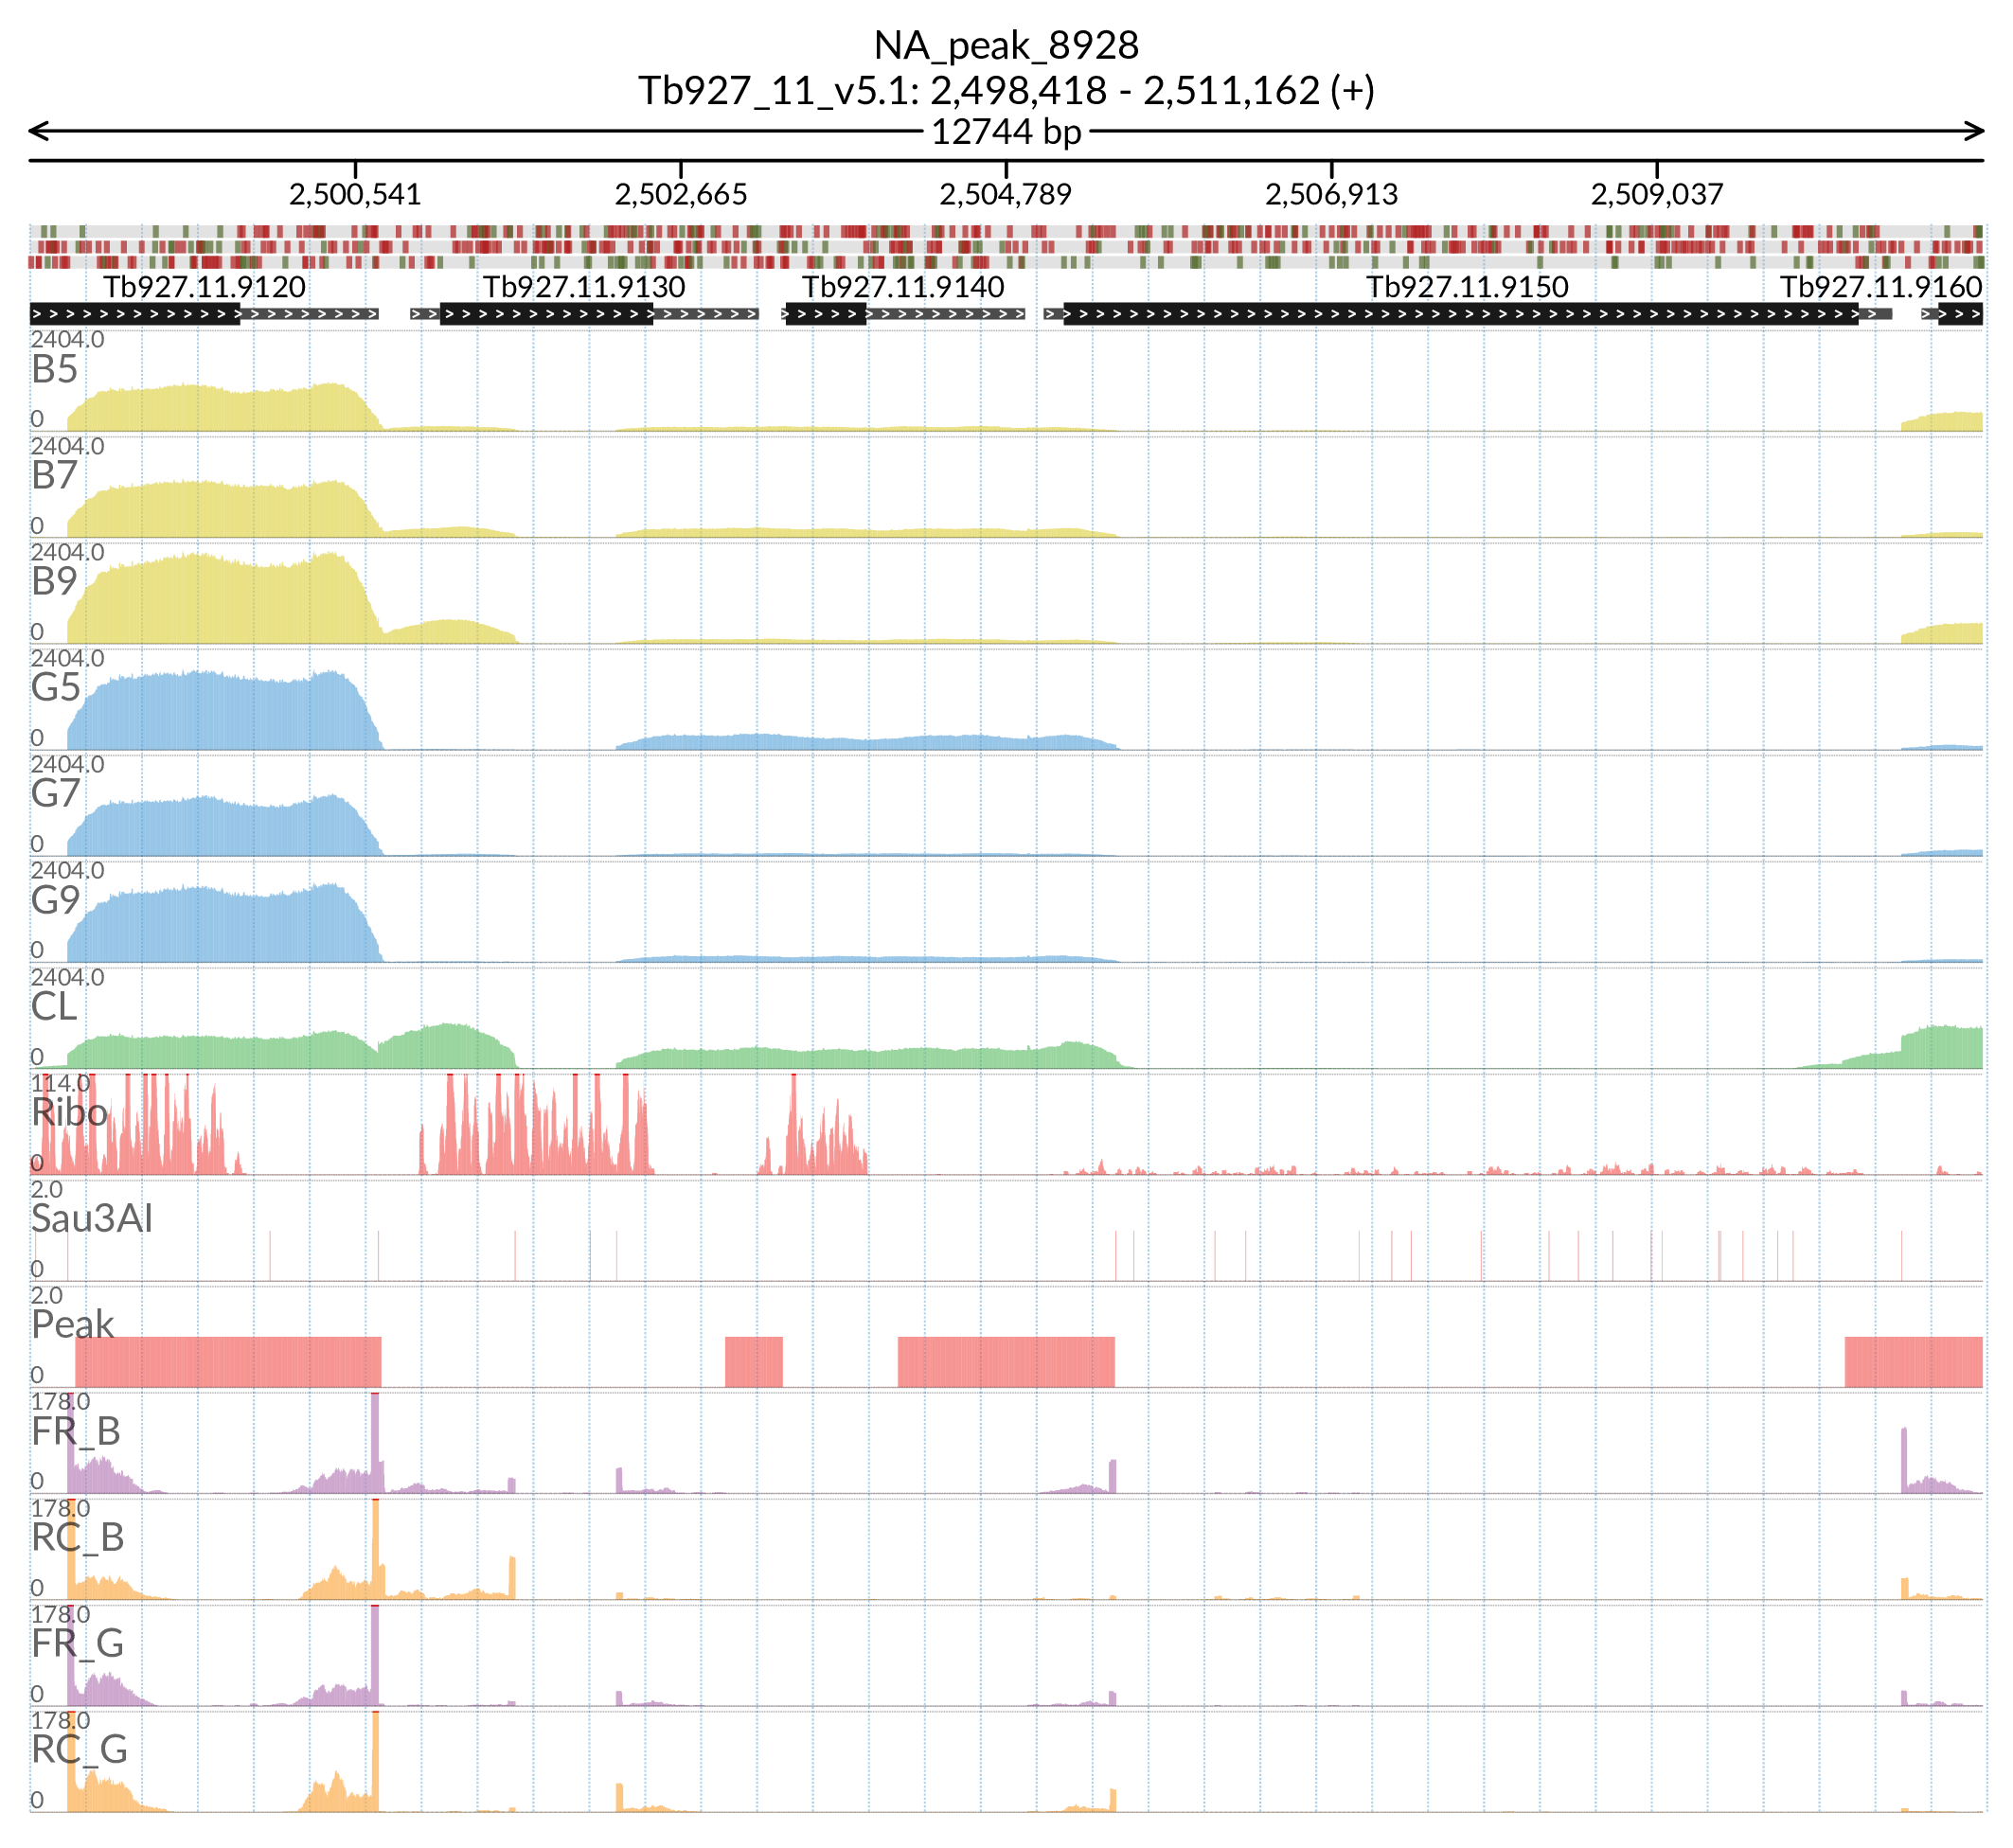 NA_peak_8928
Tb927_11_v5.1: 2,498,418 - 2,511,162 (+)
12744 bp
2,500,541 2,502,665 2,504,789 2,506,913 2,509,037
Tb927.11.9120 Tb927.11.9130 Tb927.11.9140 Tb927.11.9150 Tb927.11.9160
2404.0
B5
0
2404.0
B7
0
2404.0
B9
0
2404.0
G5
0
2404.0
G7
0
2404.0
G9
0
2404.0
CL
0
114.0
Ribo
0
2.0
Sau3AI
0
2.0
Peak
0
178.0
FR_B
0
178.0
RC_B
0
178.0
FR_G
0
178.0
RC_G
0